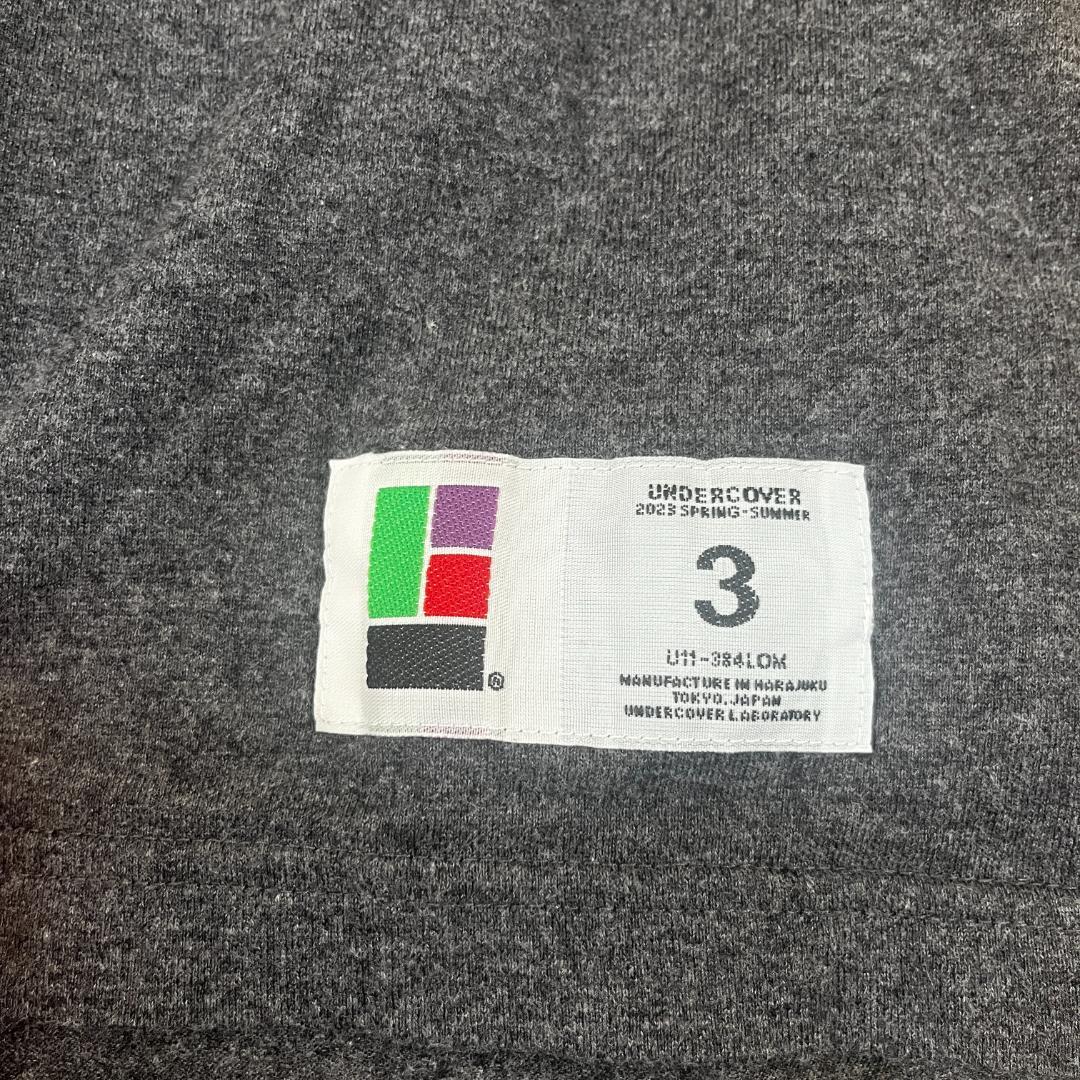 UNDERCOVER
2023 SPRING-SUMMER
3
U11-384LOM
MANUFACTURE IN HARAJUKU
TOKYO, JAPAN
UNDERCOVER LABORATORY
®